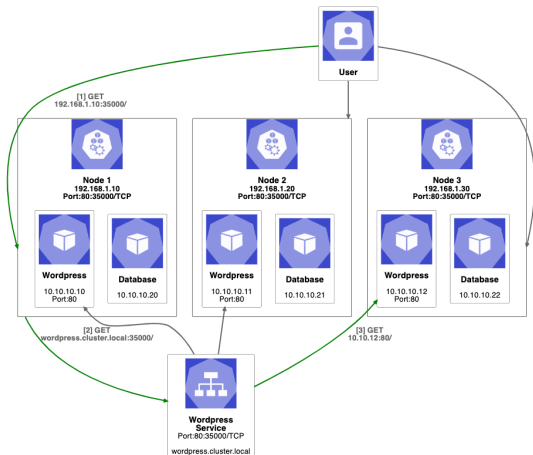 User
[1] GET
192.168.1.10:35000/
Node 1
192.168.1.10
Port:80:35000/TCP
Node 2
192.168.1.20
Port:80:35000/TCP
Node 3
192.168.1.30
Port:80:35000/TCP
Wordpress
10.10.10.10
Port:80
Database
10.10.10.20
Wordpress
10.10.10.11
Port:80
Database
10.10.10.21
Wordpress
10.10.10.12
Port:80
Database
10.10.10.22
[2] GET
wordpress.cluster.local:35000/
[3] GET
10.10.12:80/
Wordpress
Service
Port:80:35000/TCP
wordpress.cluster.local